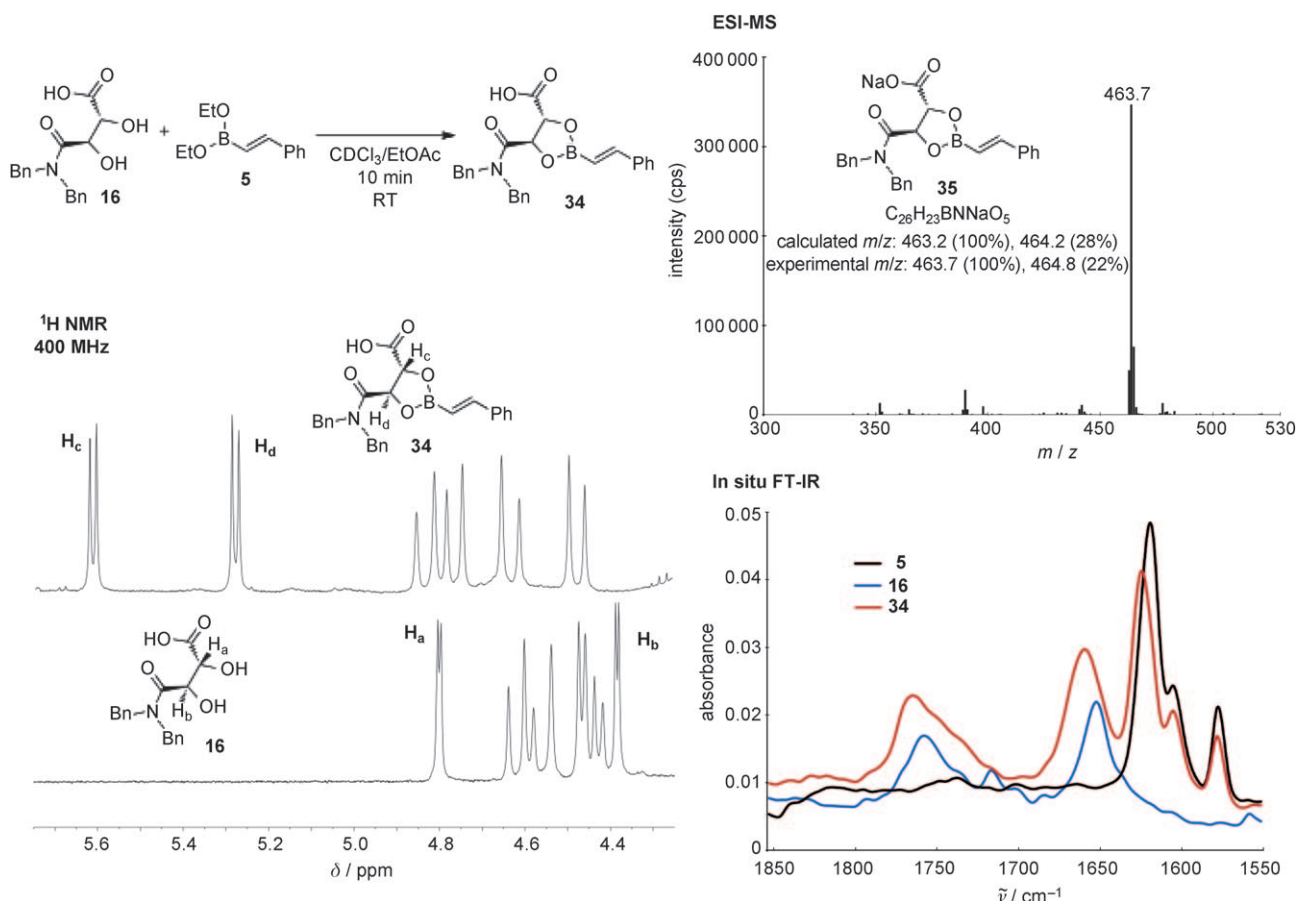 HO
O
O
OH
N
OH
Bn
Bn
16
+
EtO
B
Ph
EtO
5
CDCl₃/EtOAc
10 min
RT
HO
O
O
O
B
Ph
N
O
Bn
Bn
34
ESI-MS
400 000
300 000
200 000
100 000
0
intensity (cps)
NaO
O
O
O
B
Ph
N
O
Bn
Bn
35
C₂₆H₂₃BNNaO₅
calculated m/z: 463.2 (100%), 464.2 (28%)
experimental m/z: 463.7 (100%), 464.8 (22%)
463.7
300
350
400
450
500
530
m / z
¹H NMR
400 MHz
HO
O
Hc
O
O
B
Ph
N
Hd
O
Bn
Bn
34
Hc
Hd
HO
O
Ha
O
OH
N
Hb
OH
Bn
Bn
16
Ha
Hb
5.6
5.4
5.2
5.0
4.8
4.6
4.4
δ / ppm
In situ FT-IR
0.05
0.04
0.03
0.02
0.01
0
absorbance
5
16
34
1850
1800
1750
1700
1650
1600
1550
ν̃ / cm⁻¹